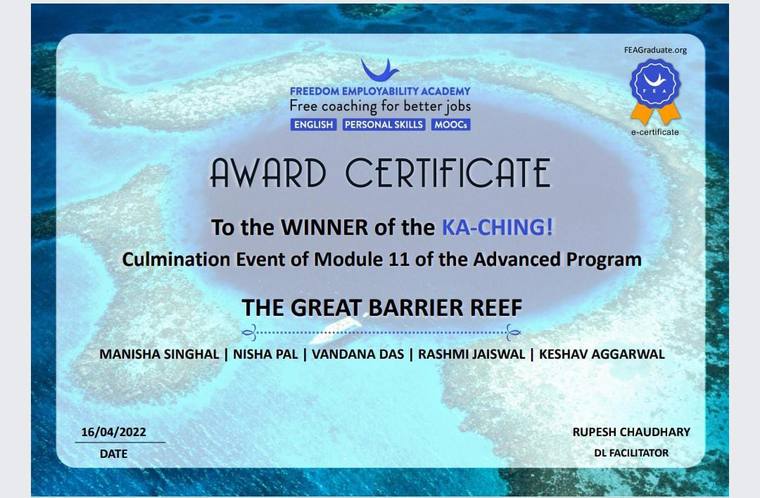 FEAGraduate.org
FEA
e-certificate
FREEDOM EMPLOYABILITY ACADEMY
Free coaching for better jobs
ENGLISH PERSONAL SKILLS MOOCs
AWARD CERTIFICATE
To the WINNER of the KA-CHING!
Culmination Event of Module 11 of the Advanced Program
THE GREAT BARRIER REEF
MANISHA SINGHAL | NISHA PAL | VANDANA DAS | RASHMI JAISWAL | KESHAV AGGARWAL
16/04/2022
DATE
RUPESH CHAUDHARY
DL FACILITATOR